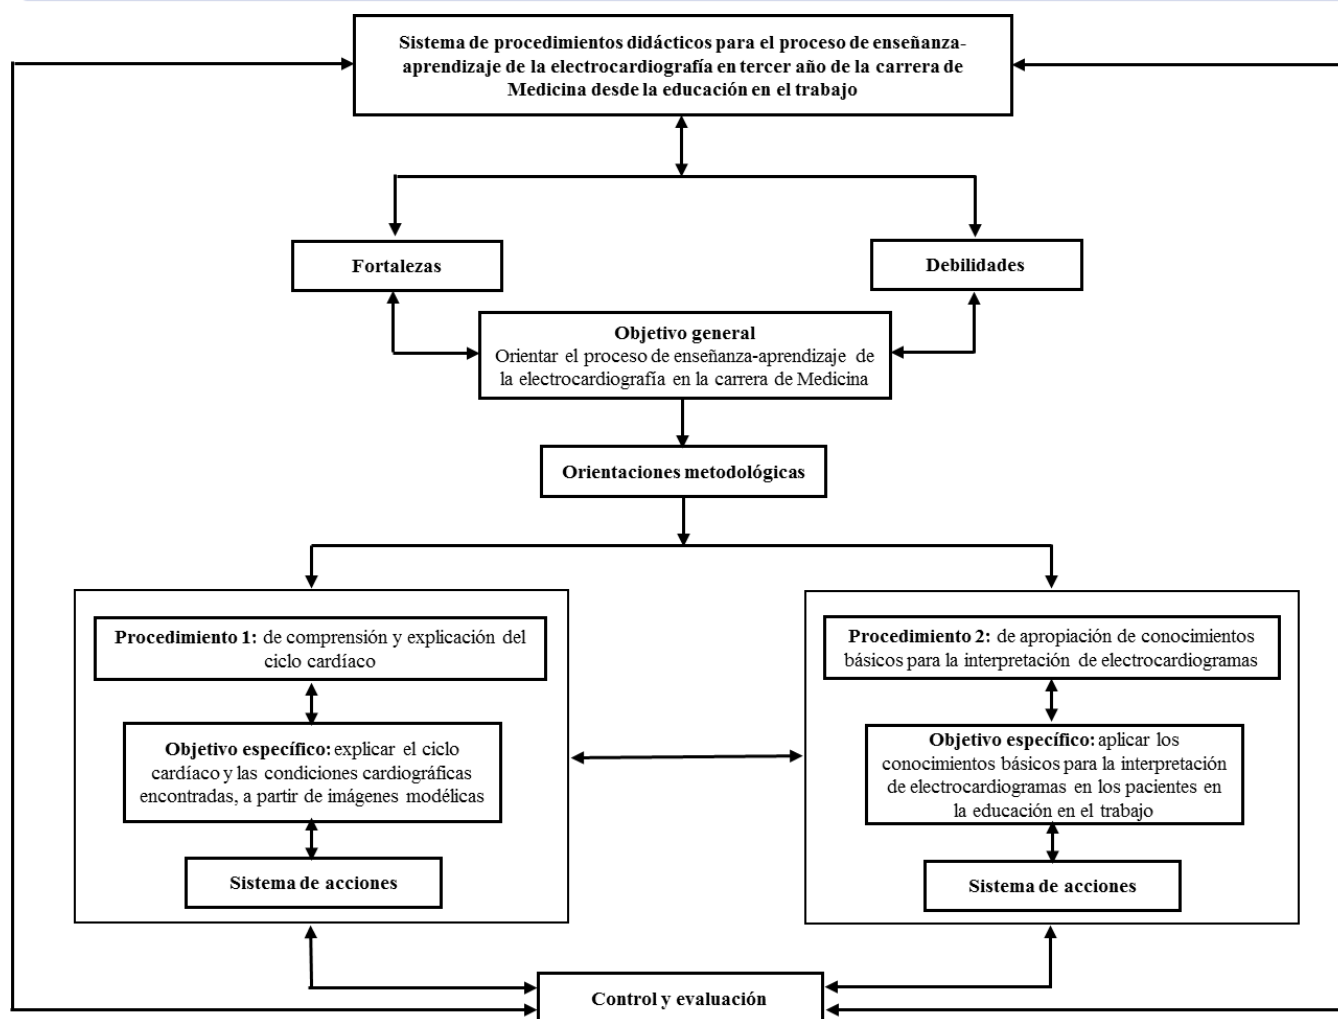 Sistema de procedimientos didácticos para el proceso de enseñanza-
aprendizaje de la electrocardiografía en tercer año de la carrera de
Medicina desde la educación en el trabajo
Fortalezas
Debilidades
Objetivo general
Orientar el proceso de enseñanza-aprendizaje de
la electrocardiografía en la carrera de Medicina
Orientaciones metodológicas
Procedimiento 1: de comprensión y explicación del
ciclo cardíaco
Objetivo específico: explicar el ciclo
cardíaco y las condiciones cardiográficas
encontradas, a partir de imágenes modélicas
Sistema de acciones
Procedimiento 2: de apropiación de conocimientos
básicos para la interpretación de electrocardiogramas
Objetivo específico: aplicar los
conocimientos básicos para la interpretación
de electrocardiogramas en los pacientes en
la educación en el trabajo
Sistema de acciones
Control y evaluación